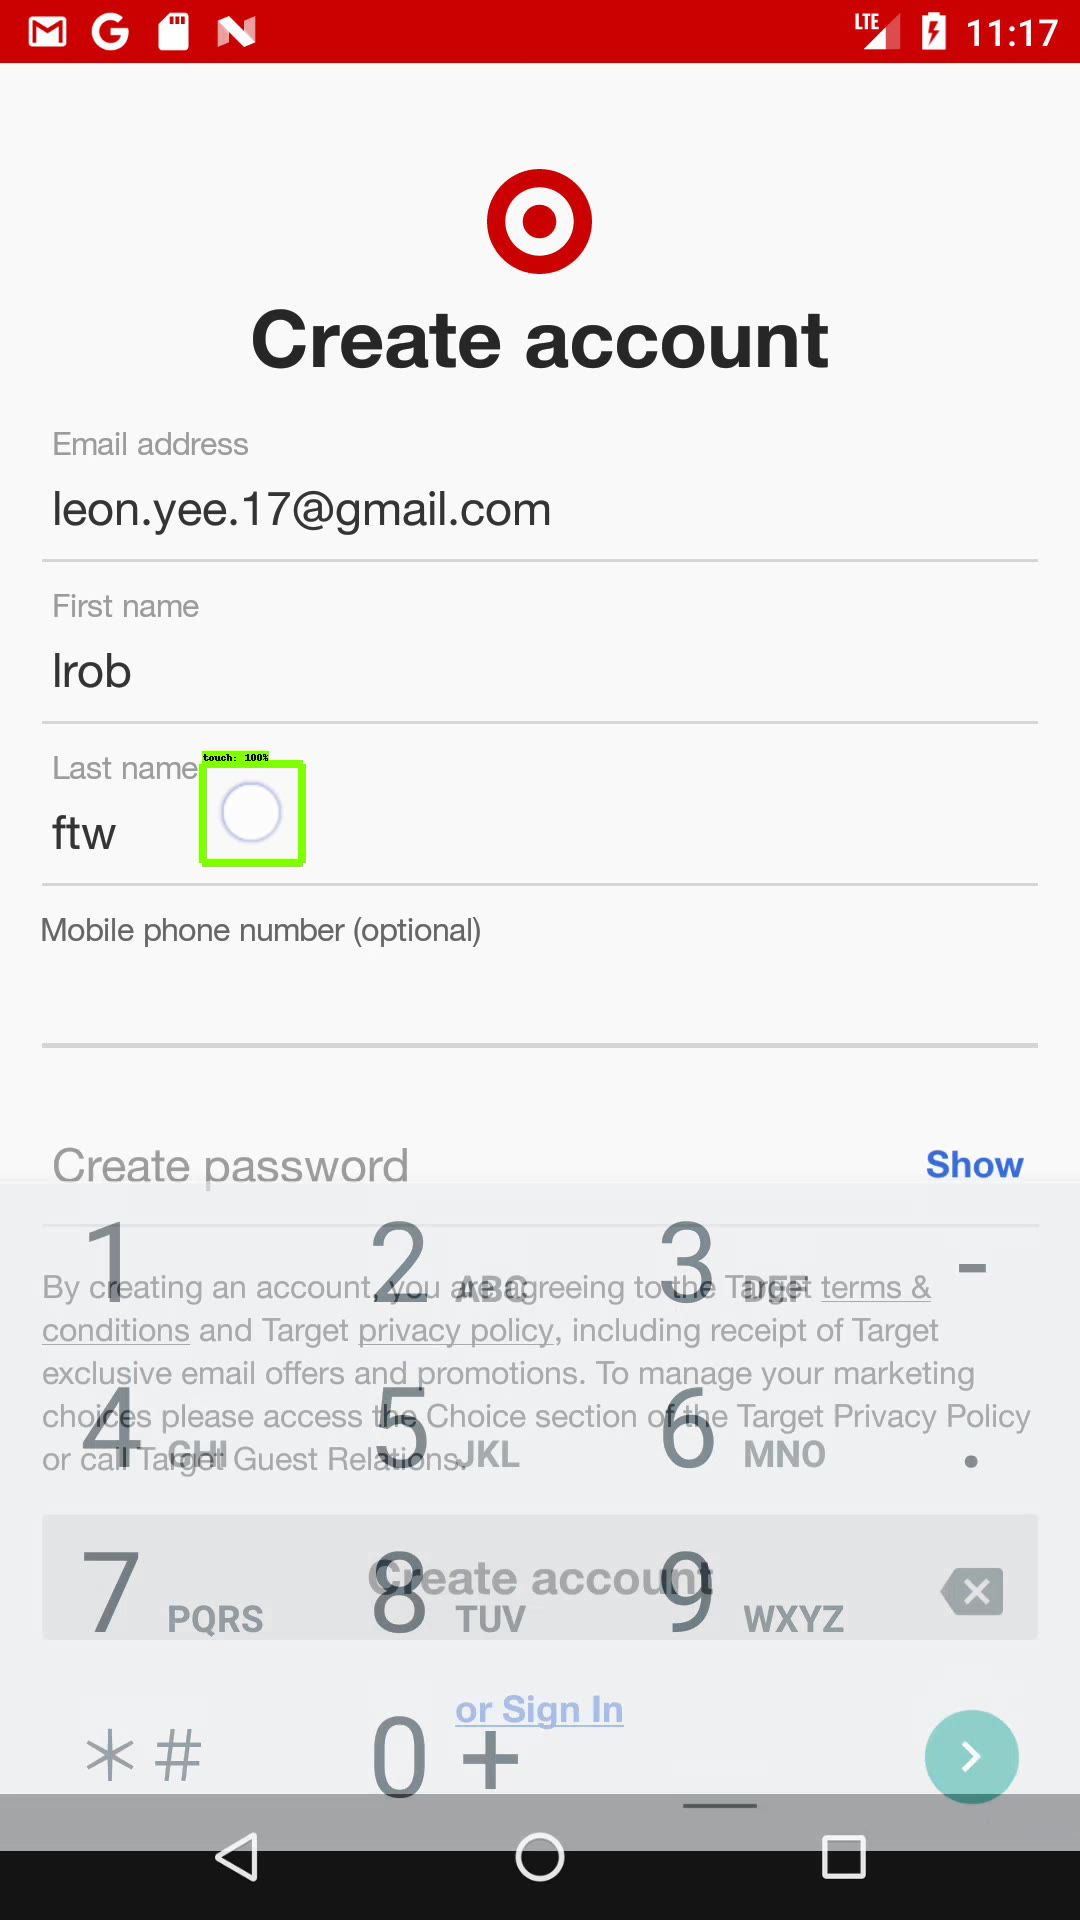 LTE 11:17
Create account
Email address
leon.yee.17@gmail.com
First name
lrob
touch: 100%
Last name
ftw
Mobile phone number (optional)
Create password Show
1 2 ABC 3 DEF -
By creating an account, you are agreeing to the Target terms &
conditions and Target privacy policy, including receipt of Target
exclusive email offers and promotions. To manage your marketing
choices please access the Choice section of the Target Privacy Policy
4 GHI 5 JKL 6 MNO .
or call Target Guest Relations.
Create account
7 PQRS 8 TUV 9 WXYZ
or Sign In
* # 0 +